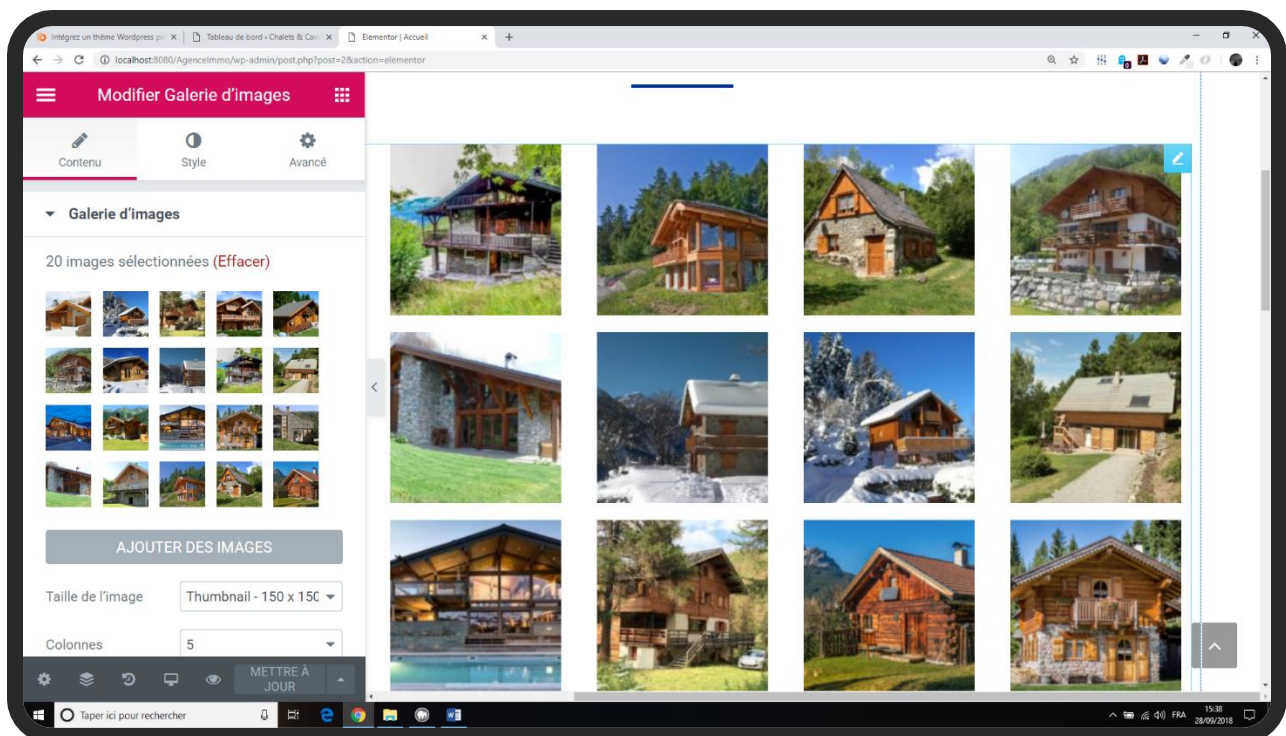 Intégrez un thème Wordpress po
Tableau de bord ‹ Chalets & Cavi
Elementor | Accueil
localhost:8080/AgenceImmo/wp-admin/post.php?post=2&action=elementor
Modifier Galerie d'images
Contenu
Style
Avancé
Galerie d'images
20 images sélectionnées (Effacer)
AJOUTER DES IMAGES
Taille de l'image
Thumbnail - 150 x 150
Colonnes
5
METTRE À
JOUR
Taper ici pour rechercher
FRA
15:38
28/09/2018